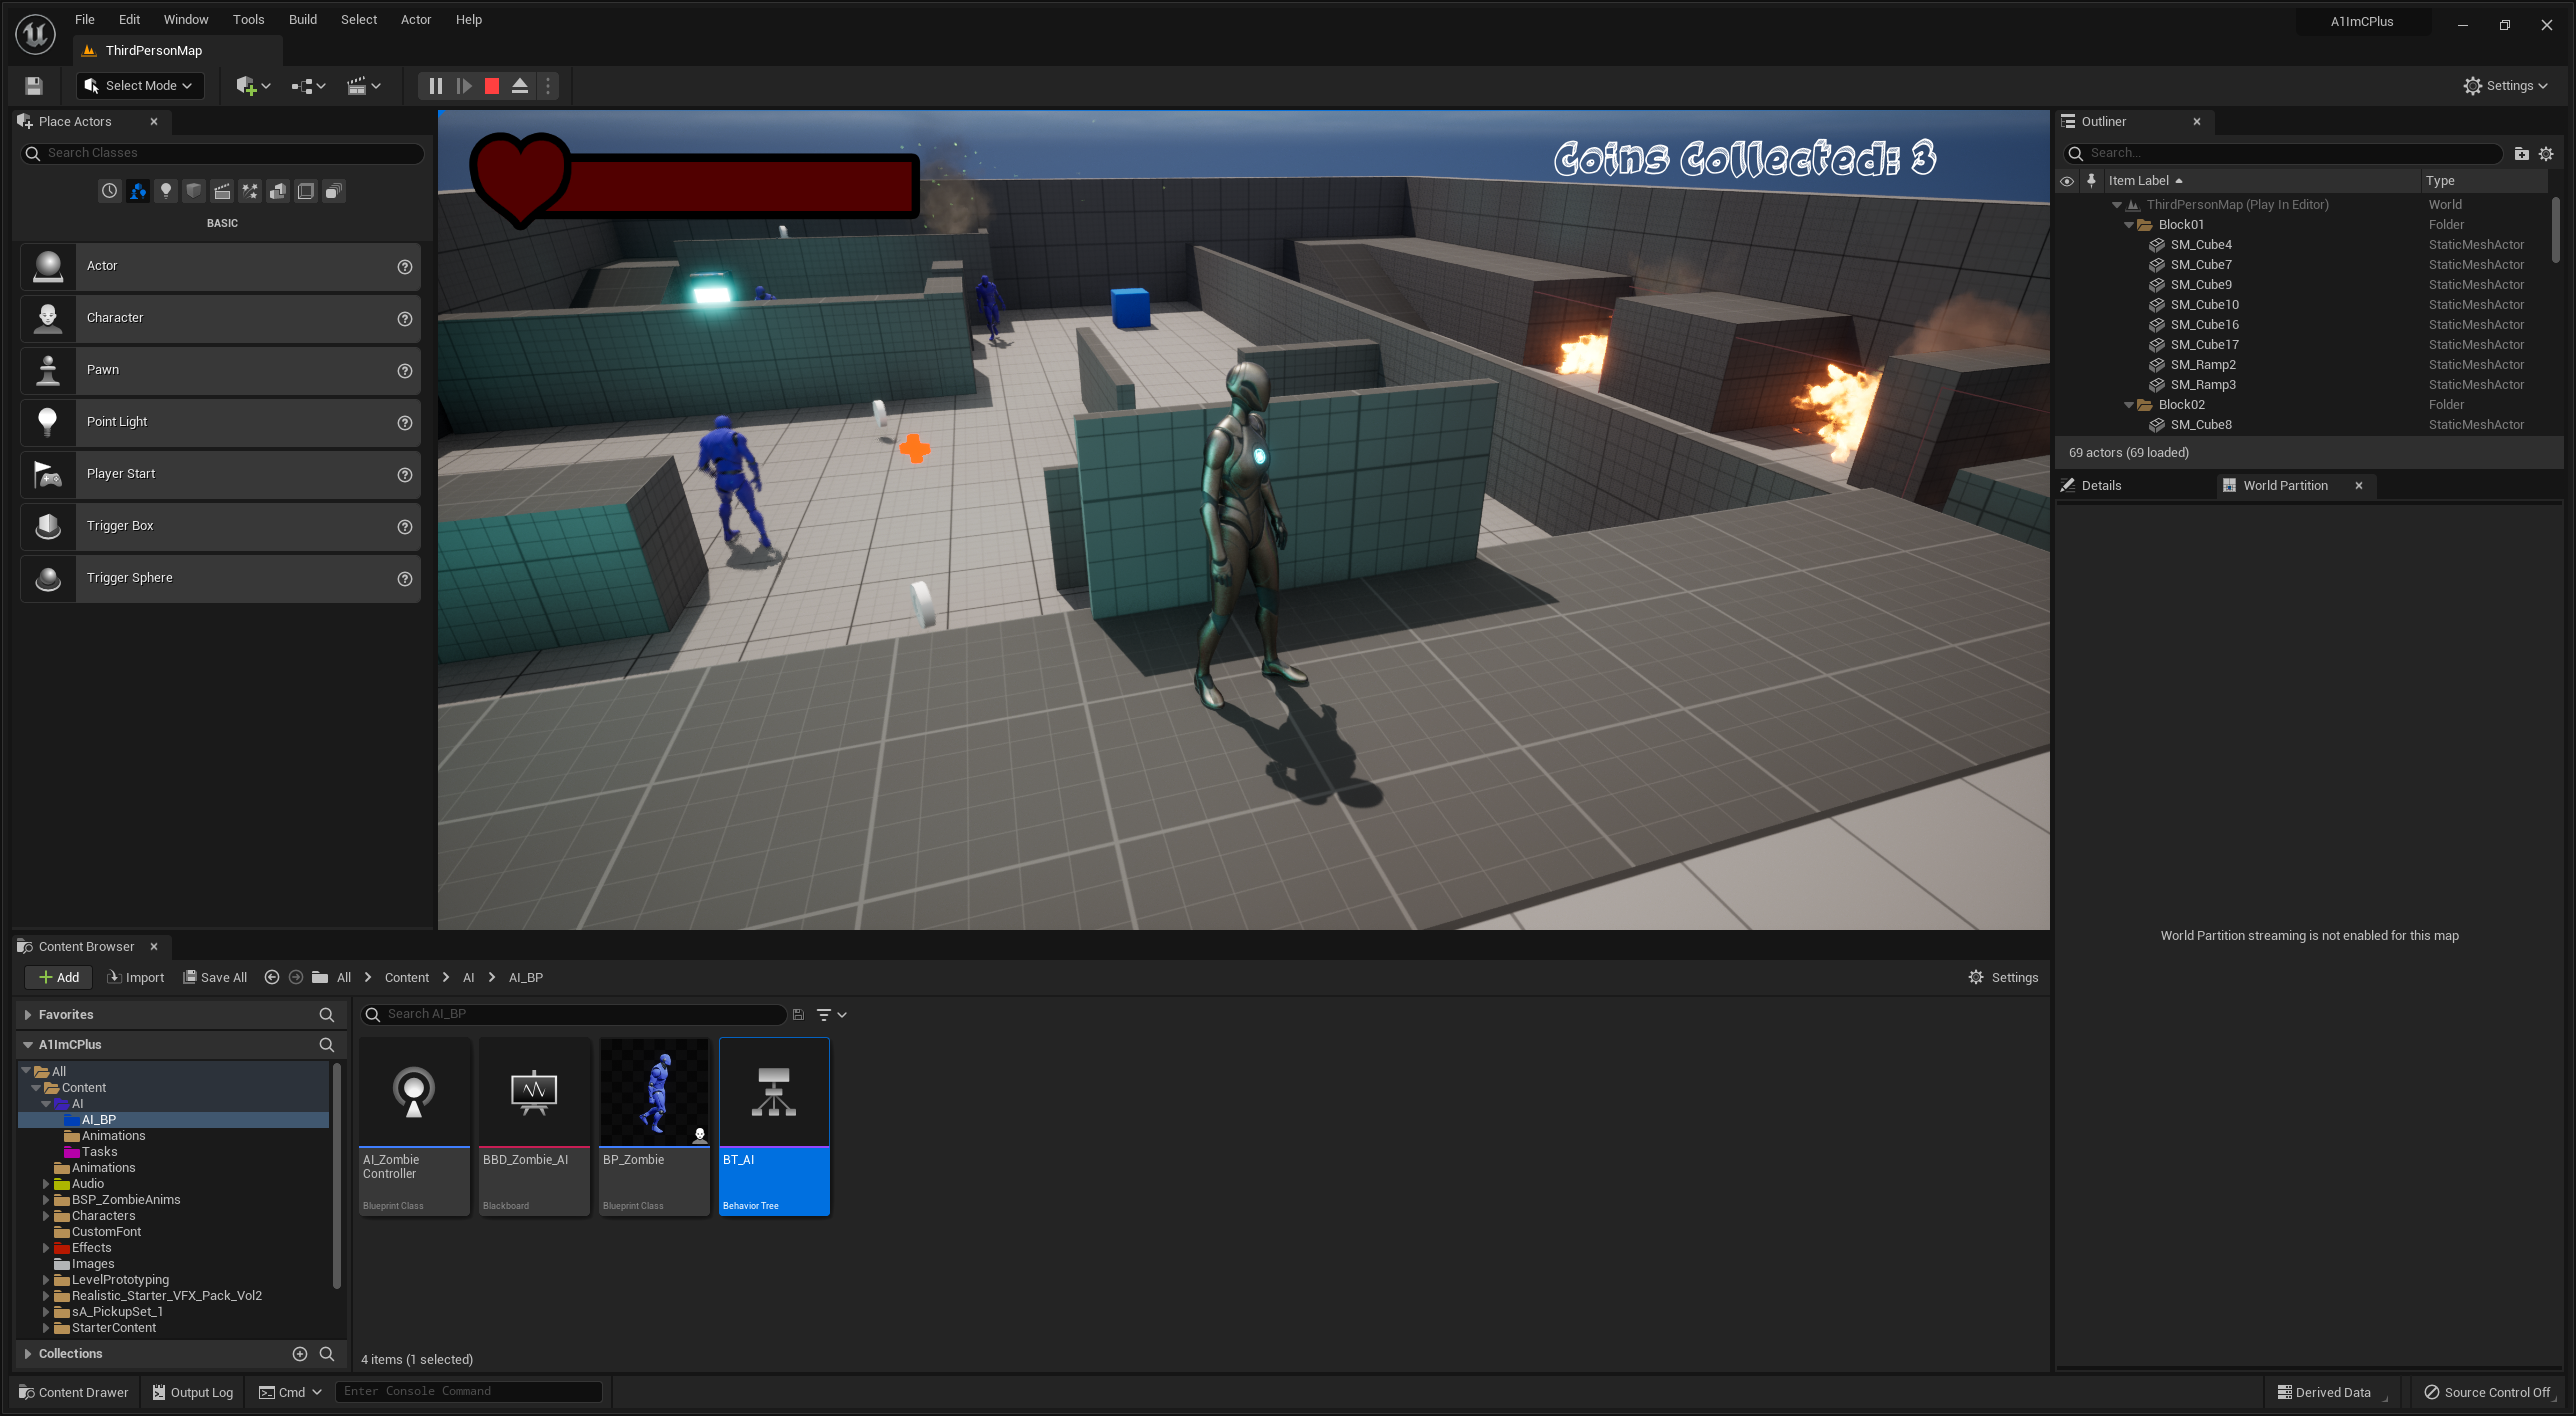 File Edit Window Tools Build Select Actor Help
A1ImCPlus
ThirdPersonMap
Select Mode
Settings
Place Actors
Search Classes
BASIC
Actor
Character
Pawn
Point Light
Player Start
Trigger Box
Trigger Sphere
Coins Collected: 3
Outliner
Search...
Item Label Type
ThirdPersonMap (Play In Editor) World
Block01 Folder
SM_Cube4 StaticMeshActor
SM_Cube7 StaticMeshActor
SM_Cube9 StaticMeshActor
SM_Cube10 StaticMeshActor
SM_Cube16 StaticMeshActor
SM_Cube17 StaticMeshActor
SM_Ramp2 StaticMeshActor
SM_Ramp3 StaticMeshActor
Block02 Folder
SM_Cube8 StaticMeshActor
69 actors (69 loaded)
Details World Partition
World Partition streaming is not enabled for this map
Content Browser
Add Import Save All All Content AI AI_BP
Settings
Favorites
A1ImCPlus
All
Content
AI
AI_BP
Animations
Tasks
Animations
Audio
BSP_ZombieAnims
Characters
CustomFont
Effects
Images
LevelPrototyping
Realistic_Starter_VFX_Pack_Vol2
sA_PickupSet_1
StarterContent
Collections
Search AI_BP
AI_Zombie
Controller
Blueprint Class
BBD_Zombie_AI
Blackboard
BP_Zombie
Blueprint Class
BT_AI
Behavior Tree
4 items (1 selected)
Content Drawer Output Log Cmd Enter Console Command
Derived Data Source Control Off